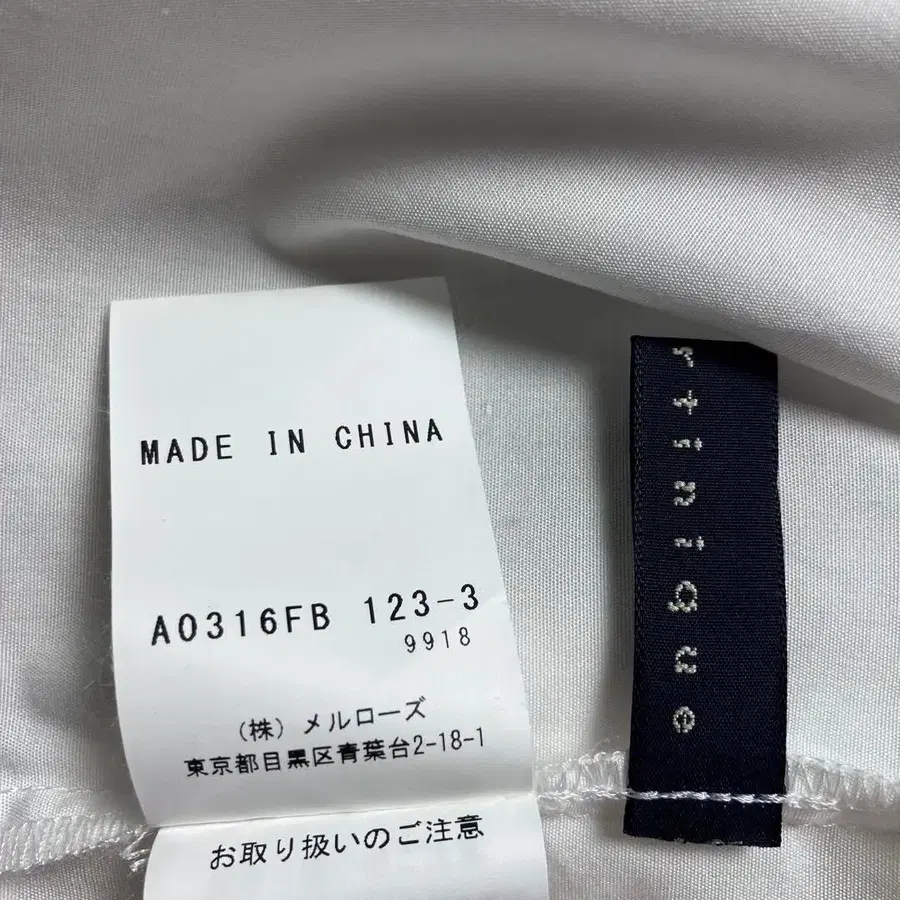 MADE IN CHINA
A0316FB 123-3
9918
(株) メルローズ
東京都目黒区青葉台2-18-1
お取り扱いのご注意
rtinique